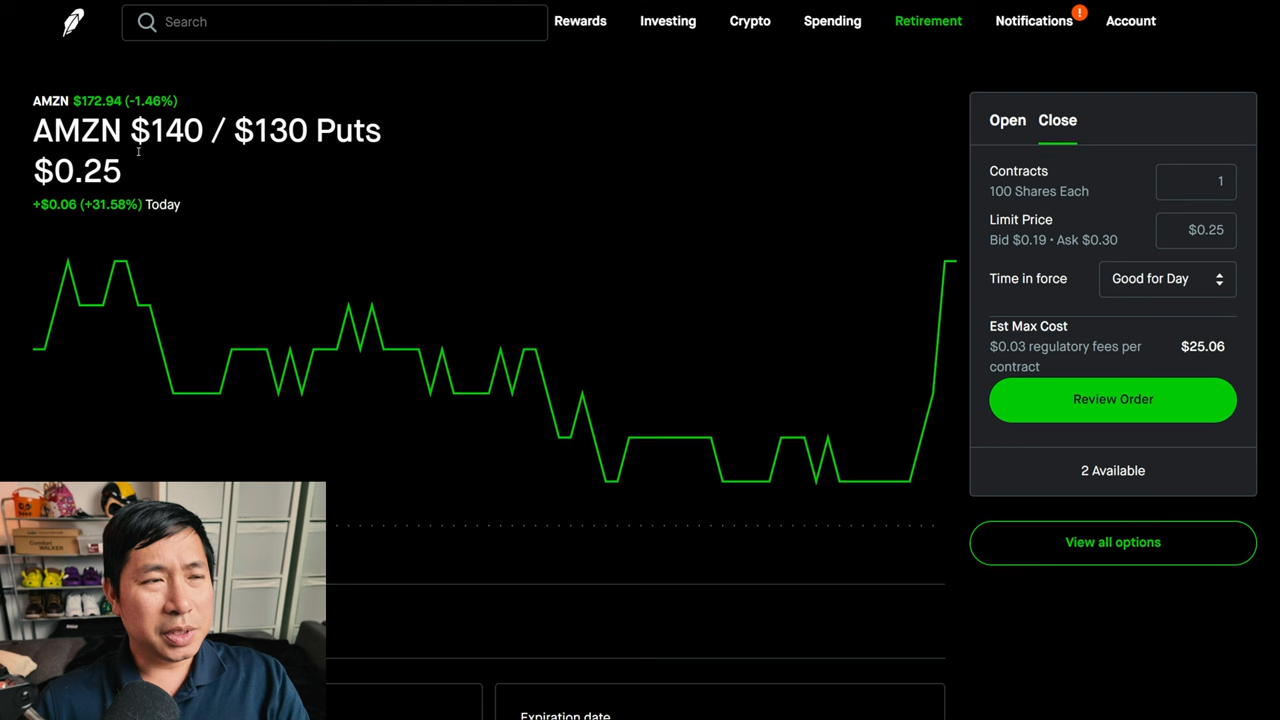 Search
Rewards
Investing
Crypto
Spending
Retirement
Notifications
!
Account
AMZN $172.94 (-1.46%)
AMZN $140 / $130 Puts
$0.25
+$0.06 (+31.58%) Today
Open
Close
Contracts
100 Shares Each
1
Limit Price
Bid $0.19 • Ask $0.30
$0.25
Time in force
Good for Day
Est Max Cost
$0.03 regulatory fees per
contract
$25.06
Review Order
2 Available
View all options
Comfort
WALKER
Expiration date